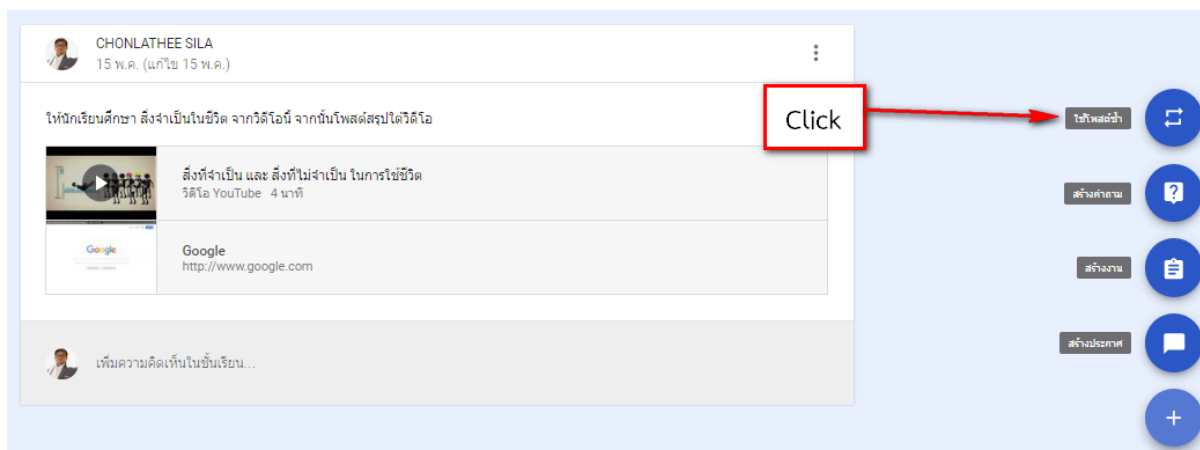 CHONLATHEE SILA
15 พ.ค. (แก้ไข 15 พ.ค.)
ให้นักเรียนศึกษา สิ่งจำเป็นในชีวิต จากวิดีโอนี้ จากนั้นโพสต์สรุปใต้วิดีโอ
Click
ใช้โพสต์ซ้ำ
สิ่งที่จำเป็น และ สิ่งที่ไม่จำเป็น ในการใช้ชีวิต
วิดีโอ YouTube 4 นาที
สร้างคำถาม
Google
Google
http://www.google.com
สร้างงาน
สร้างประกาศ
เพิ่มความคิดเห็นในชั้นเรียน...